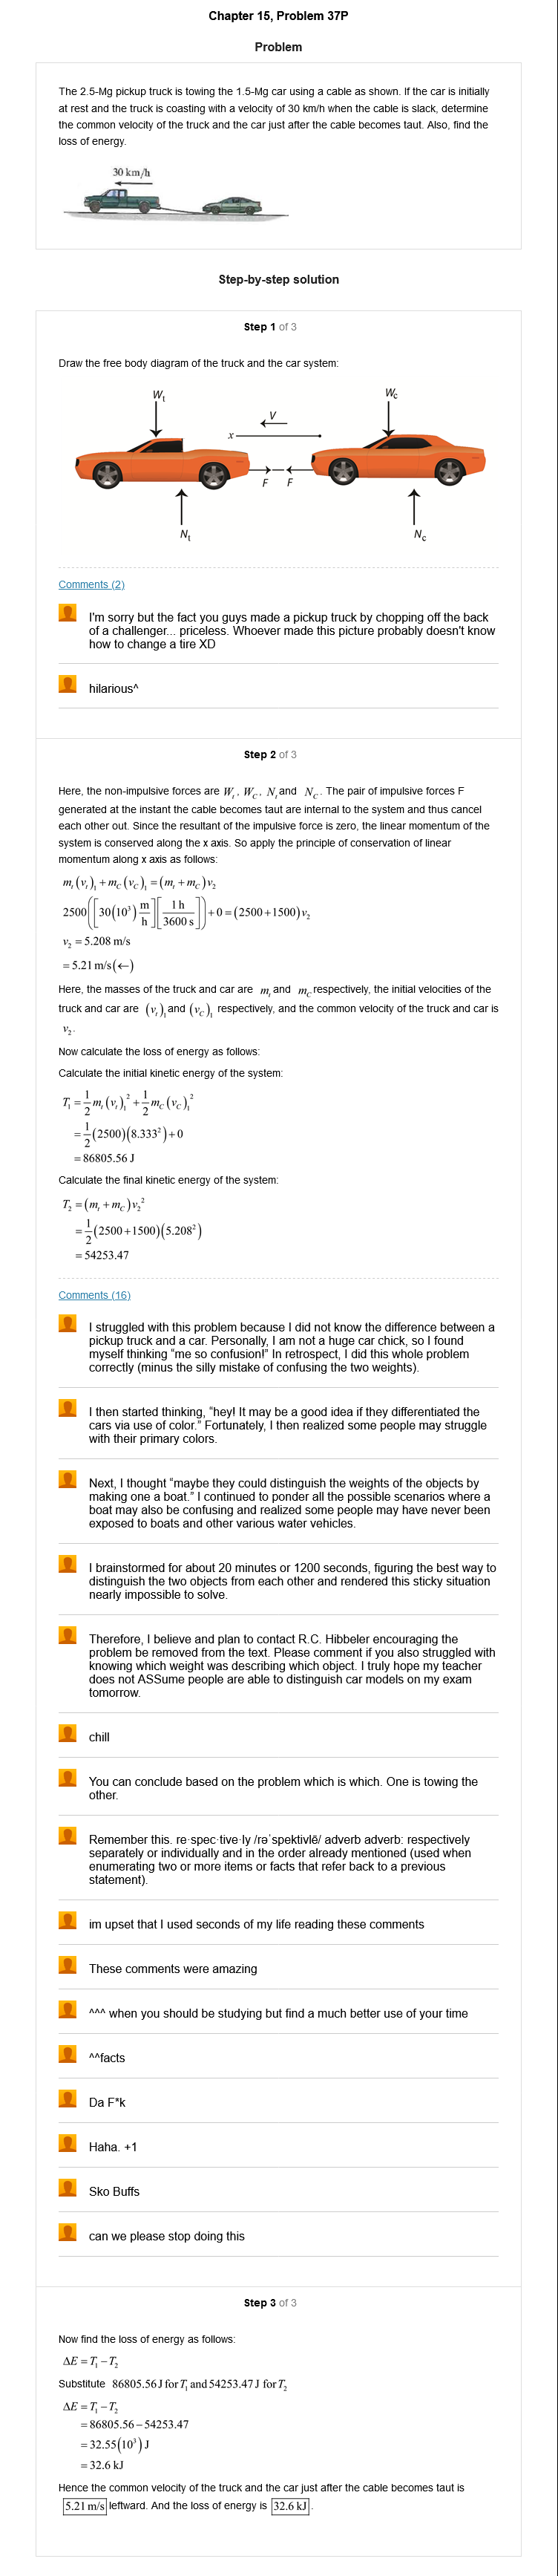 Chapter 15, Problem 37P
Problem
The 2.5-Mg pickup truck is towing the 1.5-Mg car using a cable as shown. If the car is initially
at rest and the truck is coasting with a velocity of 30 km/h when the cable is slack, determine
the common velocity of the truck and the car just after the cable becomes taut. Also, find the
loss of energy.
30 km/h
Step-by-step solution
Step 1 of 3
Draw the free body diagram of the truck and the car system:
Wt
Wc
V
x
F F
Nt
Nc
Comments (2)
I'm sorry but the fact you guys made a pickup truck by chopping off the back
of a challenger... priceless. Whoever made this picture probably doesn't know
how to change a tire XD
hilarious^
Step 2 of 3
Here, the non-impulsive forces are W_t, W_C, N_t and N_C. The pair of impulsive forces F
generated at the instant the cable becomes taut are internal to the system and thus cancel
each other out. Since the resultant of the impulsive force is zero, the linear momentum of the
system is conserved along the x axis. So apply the principle of conservation of linear
momentum along x axis as follows:
m_t(v_t)_1 + m_C(v_C)_1 = (m_t + m_C)v_2
2500([30(10³) m/h][1 h/3600 s]) + 0 = (2500 + 1500)v_2
v_2 = 5.208 m/s
= 5.21 m/s(←)
Here, the masses of the truck and car are m_t and m_C respectively, the initial velocities of the
truck and car are (v_t)_1 and (v_C)_1 respectively, and the common velocity of the truck and car is
v_2.
Now calculate the loss of energy as follows:
Calculate the initial kinetic energy of the system:
T_1 = 1/2 m_t(v_t)_1² + 1/2 m_C(v_C)_1²
= 1/2 (2500)(8.333²) + 0
= 86805.56 J
Calculate the final kinetic energy of the system:
T_2 = (m_t + m_C)v_2²
= 1/2 (2500 + 1500)(5.208²)
= 54253.47
Comments (16)
I struggled with this problem because I did not know the difference between a
pickup truck and a car. Personally, I am not a huge car chick, so I found
myself thinking "me so confusion!" In retrospect, I did this whole problem
correctly (minus the silly mistake of confusing the two weights).
I then started thinking, "hey! It may be a good idea if they differentiated the
cars via use of color." Fortunately, I then realized some people may struggle
with their primary colors.
Next, I thought "maybe they could distinguish the weights of the objects by
making one a boat." I continued to ponder all the possible scenarios where a
boat may also be confusing and realized some people may have never been
exposed to boats and other various water vehicles.
I brainstormed for about 20 minutes or 1200 seconds, figuring the best way to
distinguish the two objects from each other and rendered this sticky situation
nearly impossible to solve.
Therefore, I believe and plan to contact R.C. Hibbeler encouraging the
problem be removed from the text. Please comment if you also struggled with
knowing which weight was describing which object. I truly hope my teacher
does not ASSume people are able to distinguish car models on my exam
tomorrow.
chill
You can conclude based on the problem which is which. One is towing the
other.
Remember this. re·spec·tive·ly /rəˈspektivlē/ adverb adverb: respectively
separately or individually and in the order already mentioned (used when
enumerating two or more items or facts that refer back to a previous
statement).
im upset that I used seconds of my life reading these comments
These comments were amazing
^^^ when you should be studying but find a much better use of your time
^^facts
Da F*k
Haha. +1
Sko Buffs
can we please stop doing this
Step 3 of 3
Now find the loss of energy as follows:
ΔE = T_1 − T_2
Substitute 86805.56 J for T_1 and 54253.47 J for T_2
ΔE = T_1 − T_2
= 86805.56 − 54253.47
= 32.55(10³) J
= 32.6 kJ
Hence the common velocity of the truck and the car just after the cable becomes taut is
5.21 m/s leftward. And the loss of energy is 32.6 kJ.